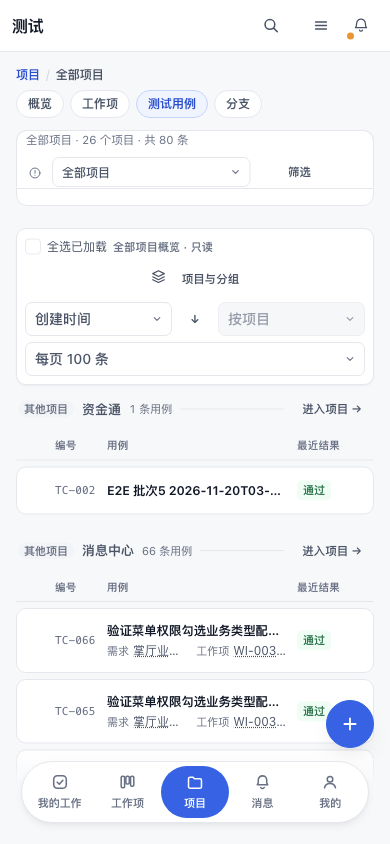 测试
项目 / 全部项目
概览 工作项 测试用例 分支
全部项目 · 26 个项目 · 共 80 条
全部项目 筛选
全选已加载 全部项目概览 · 只读
项目与分组
创建时间 ↓ 按项目
每页 100 条
其他项目 资金通 1 条用例 进入项目 →
编号 用例 最近结果
TC-002 E2E 批次5 2026-11-20T03-... 通过
其他项目 消息中心 66 条用例 进入项目 →
编号 用例 最近结果
TC-066 验证菜单权限勾选业务类型配... 通过
需求 掌厅业... 工作项 WI-003...
TC-065 验证菜单权限勾选业务类型配... 通过
需求 掌厅业... 工作项 WI-003...
我的工作 工作项 项目 消息 我的